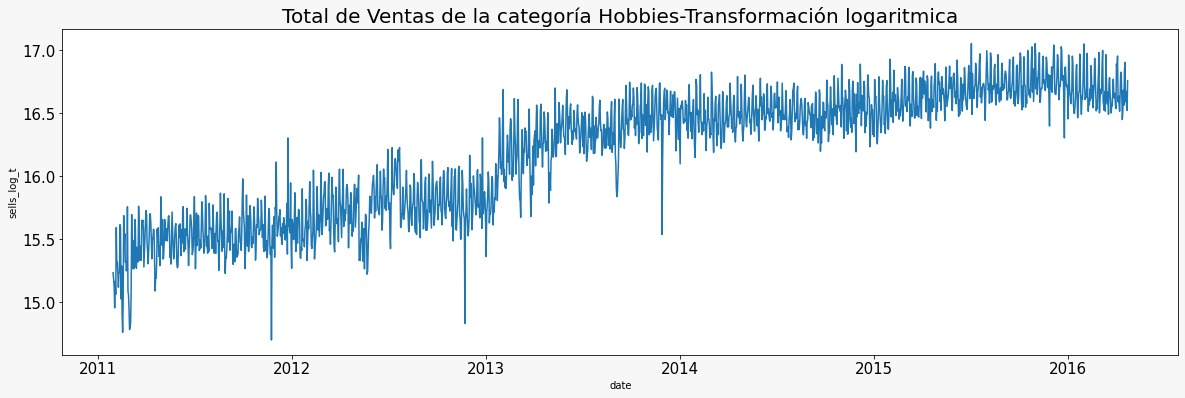 Total de Ventas de la categoría Hobbies-Transformación logaritmica
17.0
16.5
16.0
15.5
15.0
sells_log_t
2011 2012 2013 2014 2015 2016
date